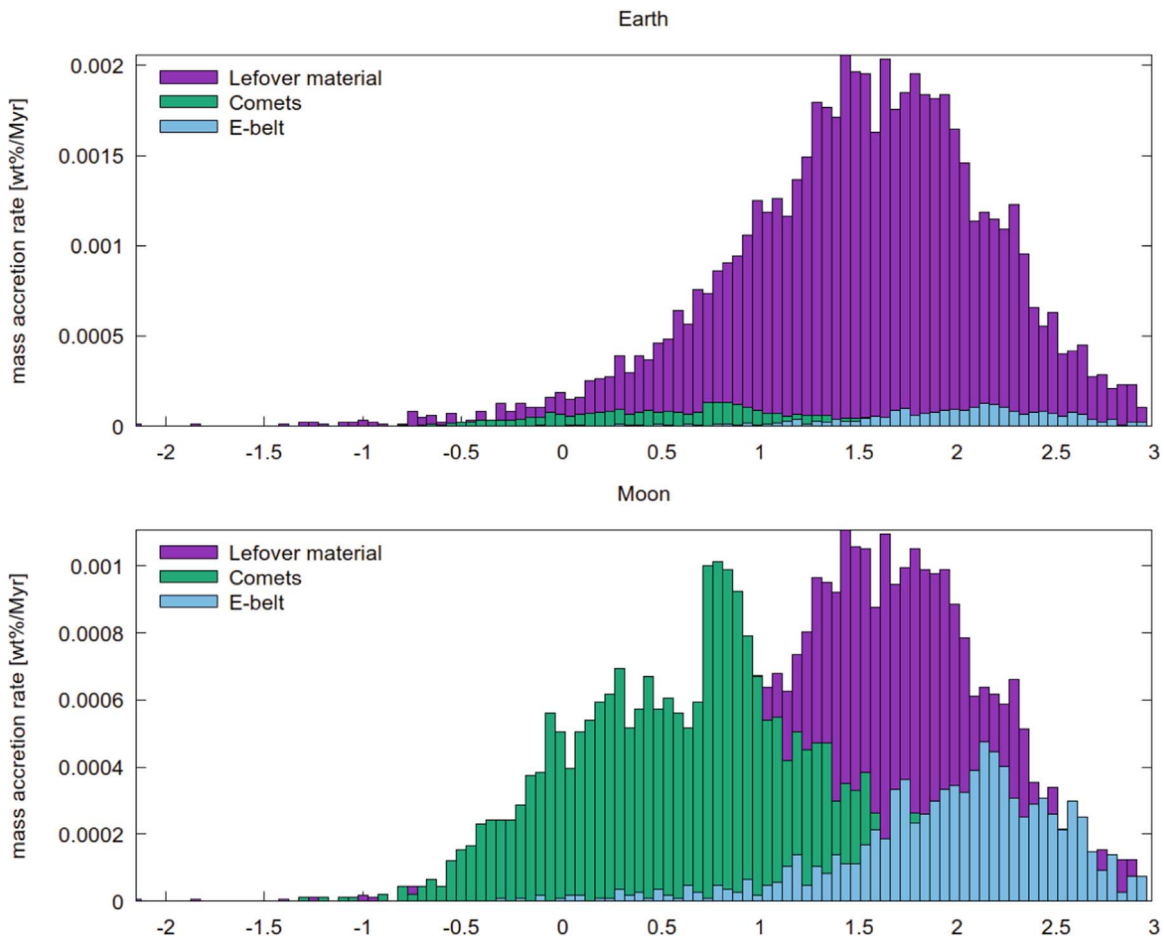 Earth
mass accretion rate [wt%/Myr]
0.002
0.0015
0.001
0.0005
0
Lefover material
Comets
E-belt
-2 -1.5 -1 -0.5 0 0.5 1 1.5 2 2.5 3
Moon
mass accretion rate [wt%/Myr]
0.001
0.0008
0.0006
0.0004
0.0002
0
Lefover material
Comets
E-belt
-2 -1.5 -1 -0.5 0 0.5 1 1.5 2 2.5 3